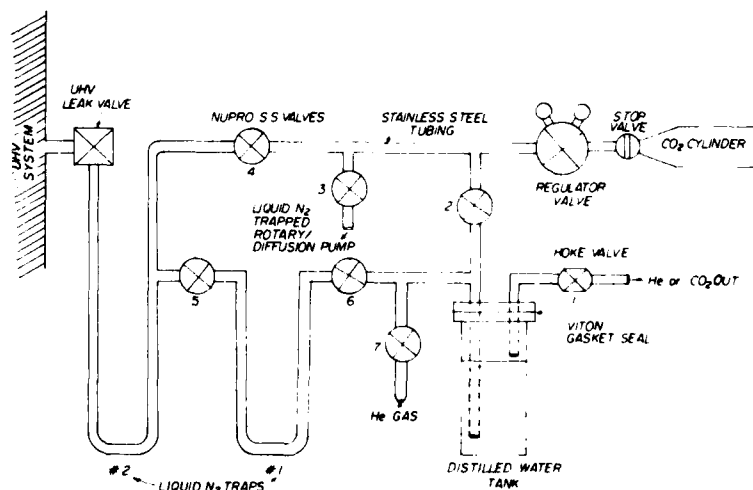 UHV
LEAK VALVE
UHV
SYSTEM
NUPRO S S VALVES
4
STAINLESS STEEL
TUBING
STOP
VALVE
CO₂ CYLINDER
REGULATOR
VALVE
3
LIQUID N₂
TRAPPED
ROTARY/
DIFFUSION PUMP
2
HOKE VALVE
1
He or CO₂ OUT
VITON
GASKET SEAL
5
6
7
He GAS
#2
LIQUID N₂ TRAPS
#1
DISTILLED WATER
TANK